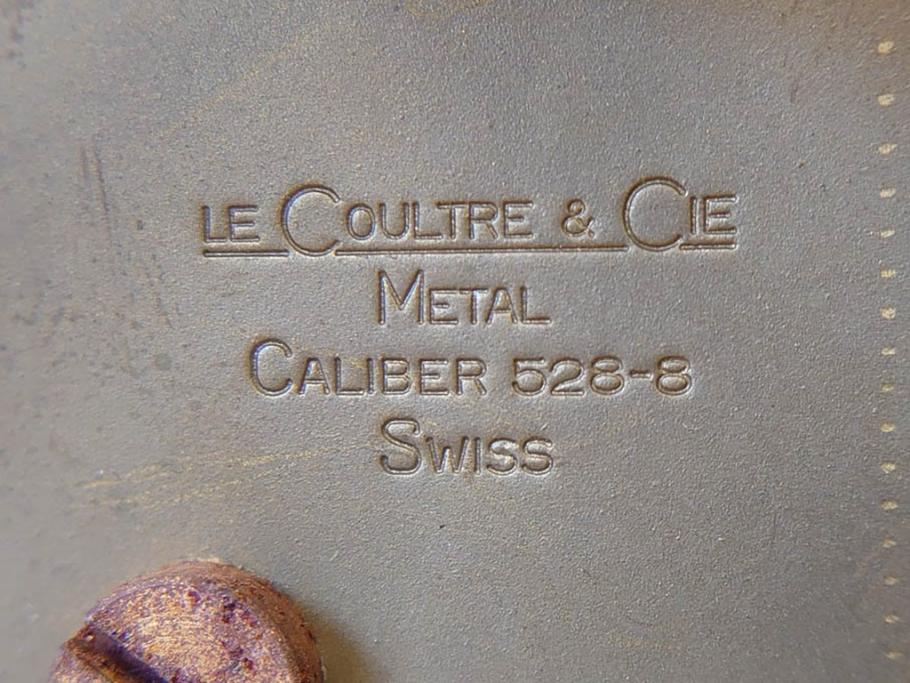 LE COULTRE & CIE
METAL
CALIBER 528-8
SWISS